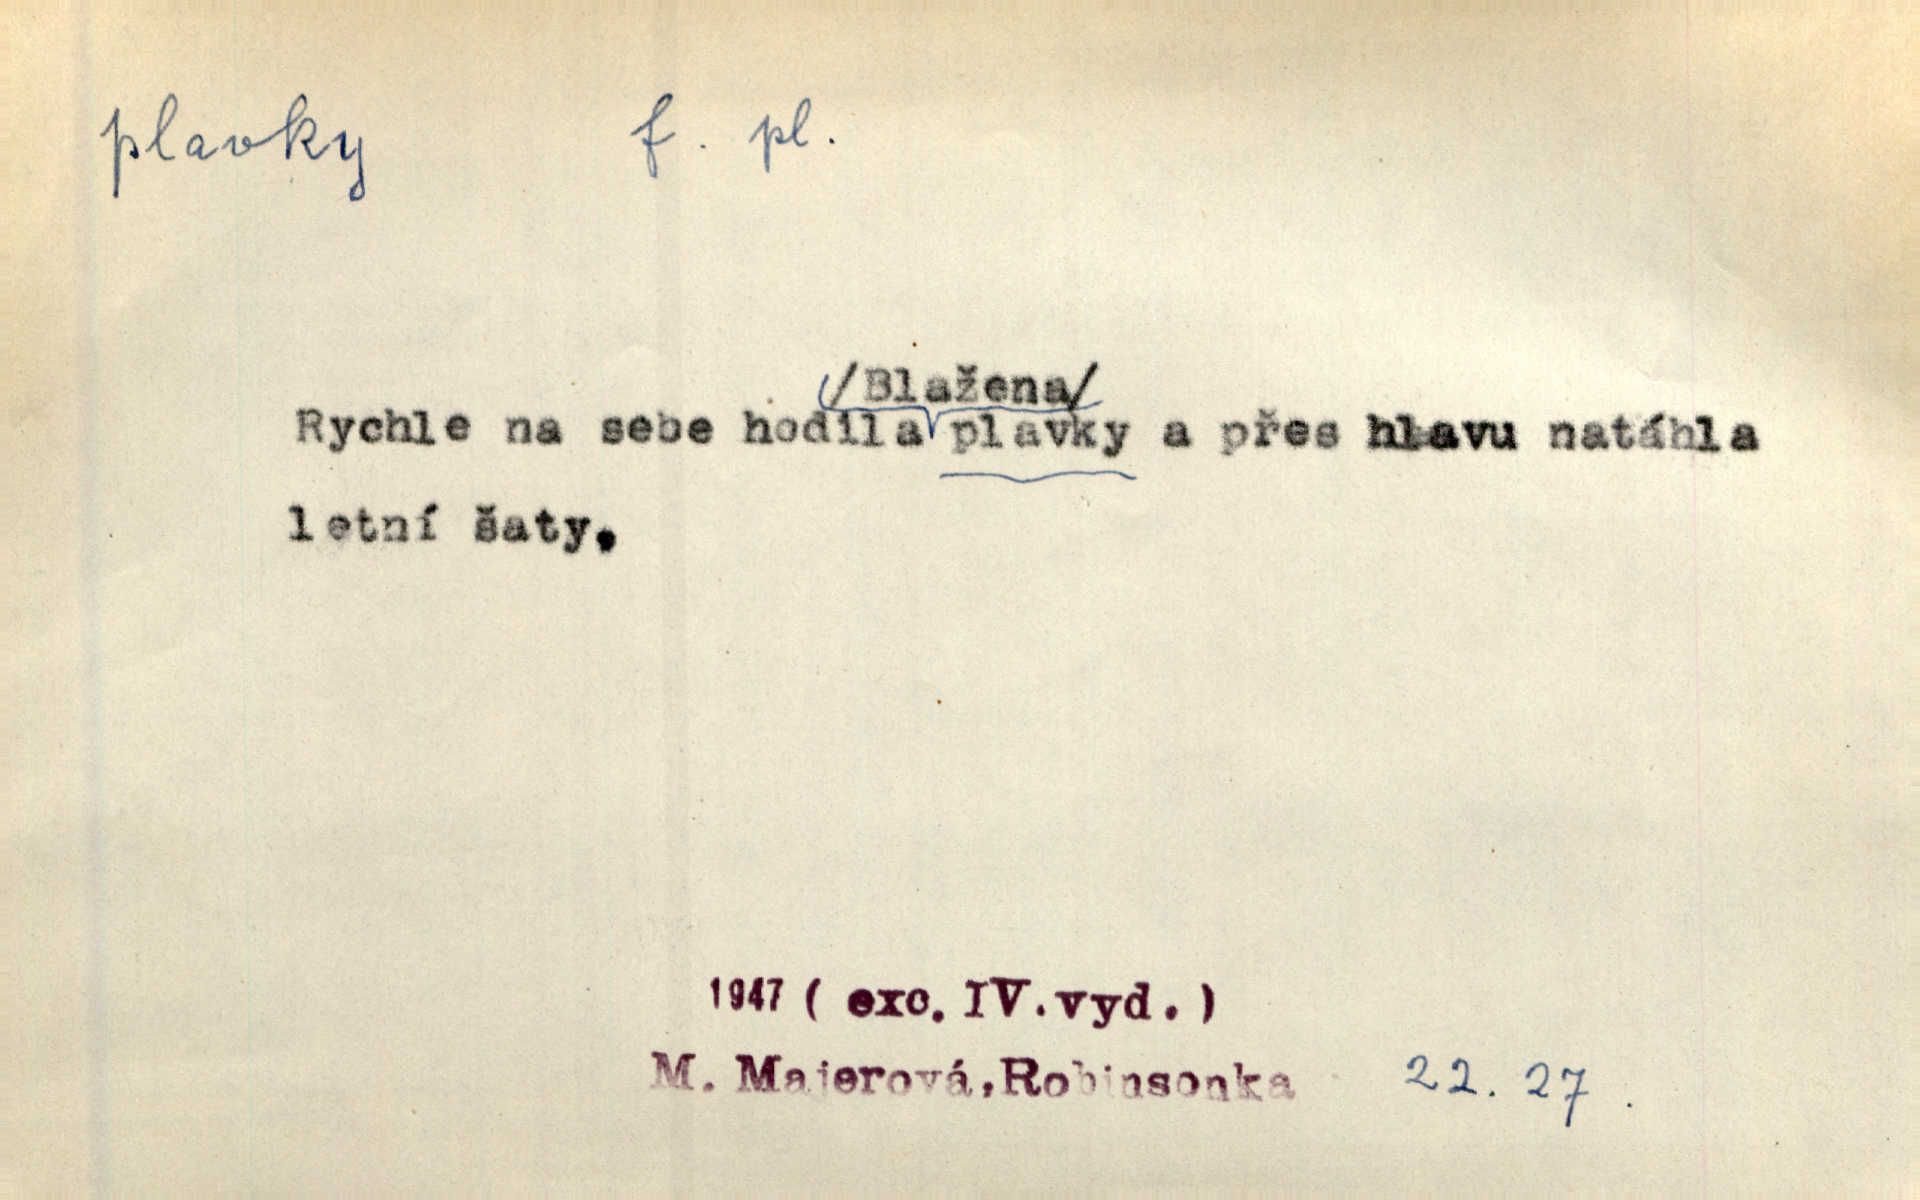 plavky f. pl.
/Blažena/
Rychle na sebe hodila plavky a přes hlavu natáhla
letní šaty.
1947 ( exc. IV.vyd.)
M. Majerová,Robinsonka 22. 27.